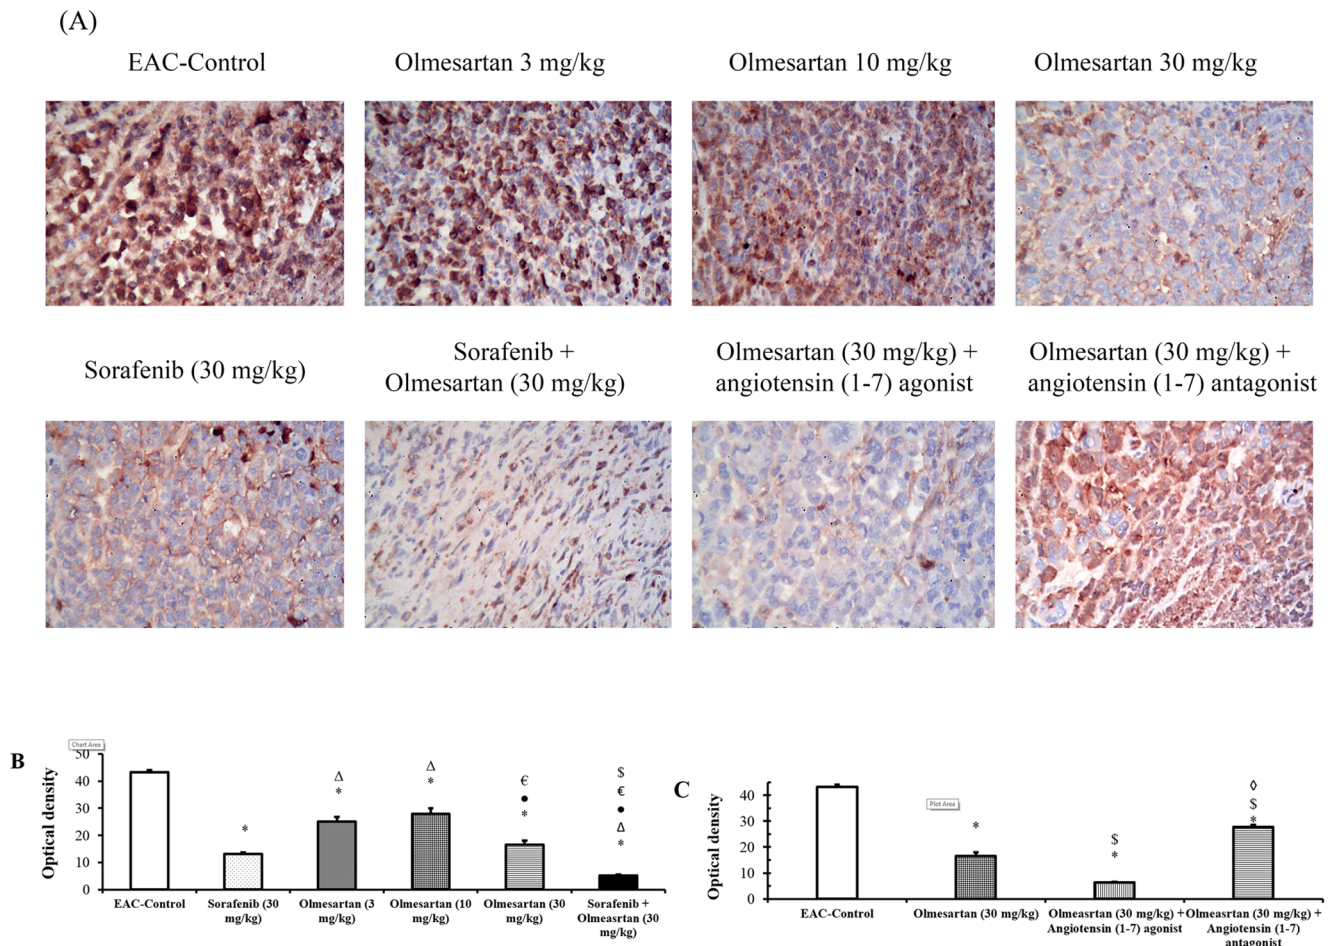 (A)
EAC-Control
Olmesartan 3 mg/kg
Olmesartan 10 mg/kg
Olmesartan 30 mg/kg
Sorafenib (30 mg/kg)
Sorafenib +
Olmesartan (30 mg/kg)
Olmesartan (30 mg/kg) +
angiotensin (1-7) agonist
Olmesartan (30 mg/kg) +
angiotensin (1-7) antagonist
B
Chart Area
Optical density
50
40
30
20
10
0
*
Δ
*
Δ
*
€
●
*
$
€
●
Δ
*
EAC-Control
Sorafenib (30
mg/kg)
Olmesartan (3
mg/kg)
Olmesartan (10
mg/kg)
Olmesartan (30
mg/kg)
Sorafenib +
Olmeasrtan (30
mg/kg)
C
Plot Area
Optical density
40
30
20
10
0
*
$
*
◊
$
*
EAC-Control
Olmesartan (30 mg/kg)
Olmeasrtan (30 mg/kg) +
Angiotensin (1-7) agonist
Olmeasrtan (30 mg/kg) +
Angiotensin (1-7)
antagonist